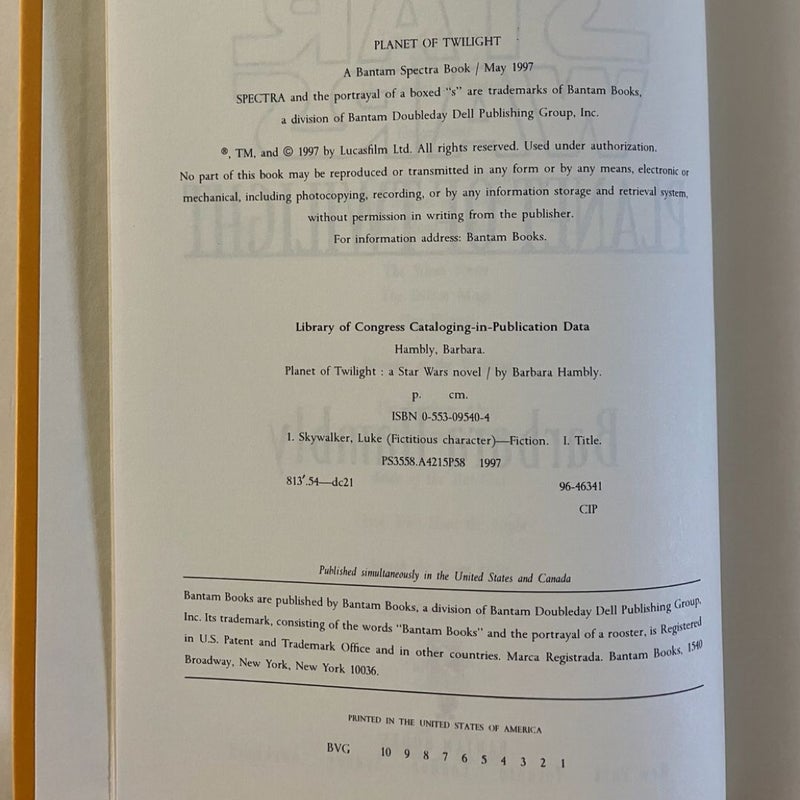 PLANET OF TWILIGHT
A Bantam Spectra Book / May 1997
SPECTRA and the portrayal of a boxed "s" are trademarks of Bantam Books,
a division of Bantam Doubleday Dell Publishing Group, Inc.
®, TM, and © 1997 by Lucasfilm Ltd. All rights reserved. Used under authorization.
No part of this book may be reproduced or transmitted in any form or by any means, electronic or
mechanical, including photocopying, recording, or by any information storage and retrieval system,
without permission in writing from the publisher.
For information address: Bantam Books.
Library of Congress Cataloging-in-Publication Data
Hambly, Barbara.
Planet of Twilight : a Star Wars novel / by Barbara Hambly.
p. cm.
ISBN 0-553-09540-4
1. Skywalker, Luke (Fictitious character)—Fiction. I. Title.
PS3558.A4215P58 1997
813′.54—dc21 96-46341
CIP
Published simultaneously in the United States and Canada
Bantam Books are published by Bantam Books, a division of Bantam Doubleday Dell Publishing Group,
Inc. Its trademark, consisting of the words "Bantam Books" and the portrayal of a rooster, is Registered
in U.S. Patent and Trademark Office and in other countries. Marca Registrada. Bantam Books, 1540
Broadway, New York, New York 10036.
PRINTED IN THE UNITED STATES OF AMERICA
BVG 10 9 8 7 6 5 4 3 2 1